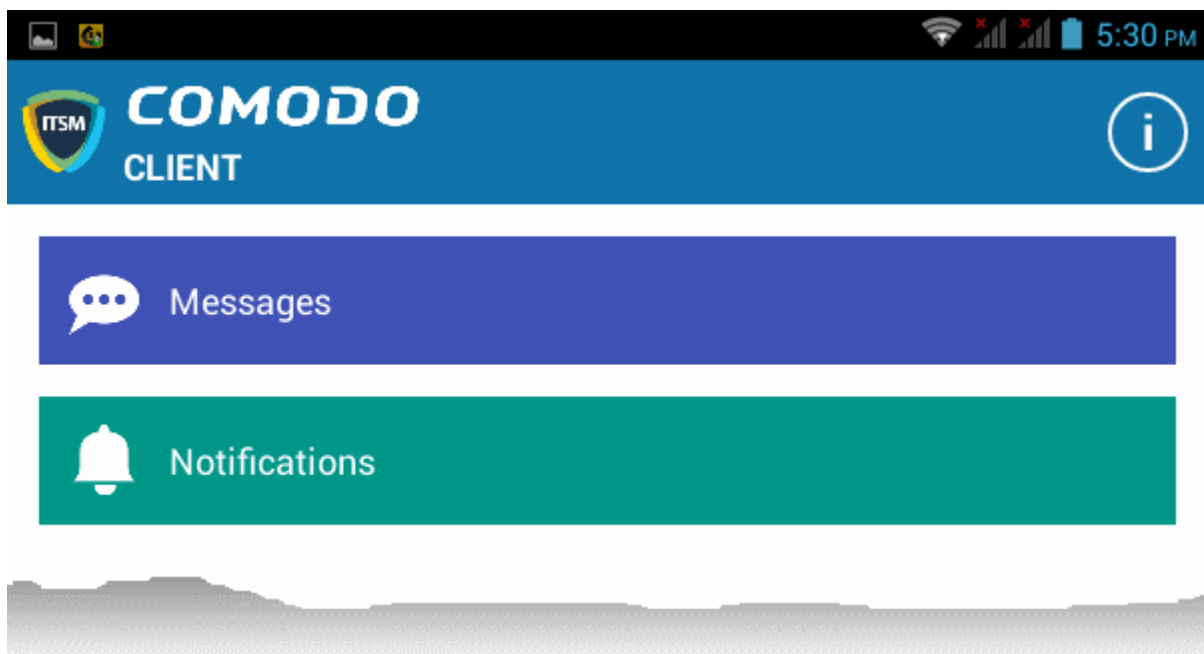 5:30 PM
ITSM
COMODO
CLIENT
i
Messages
Notifications